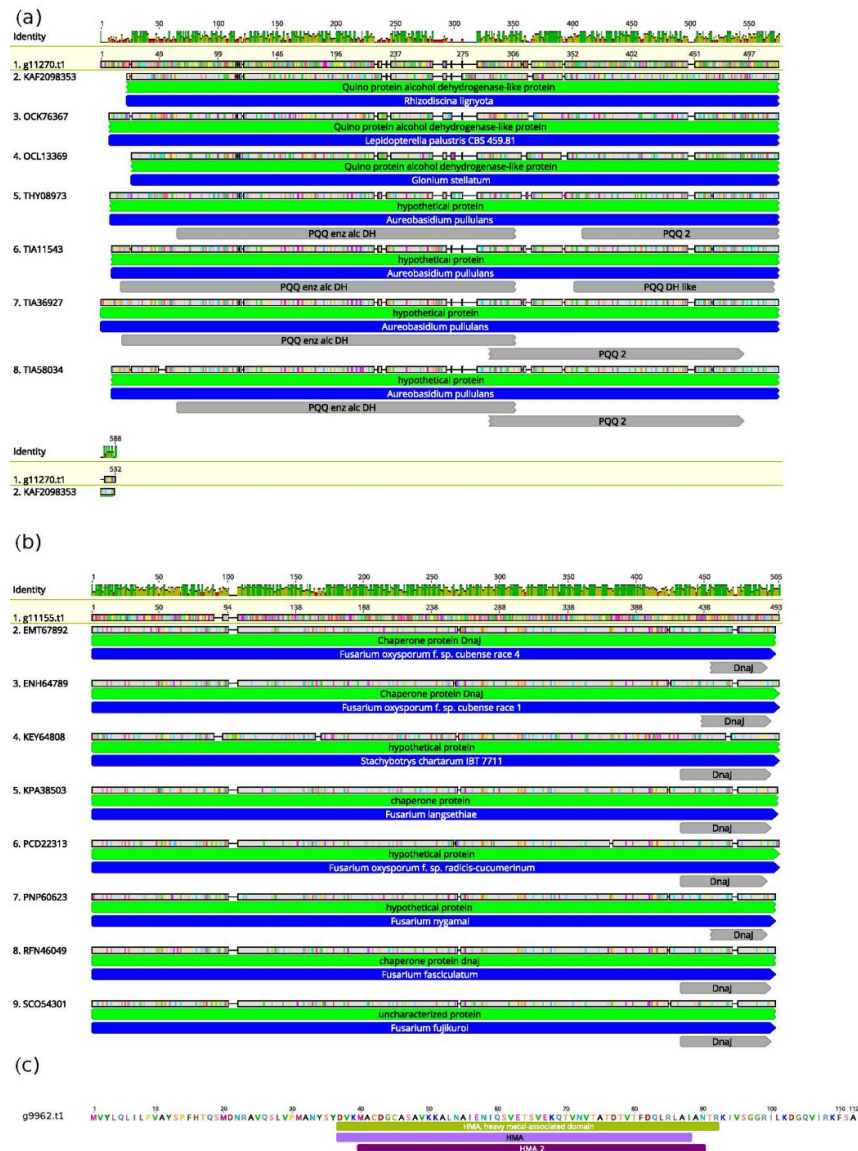 (a)
1 50 100 150 200 250 300 350 400 450 500 550
Identity
1 49 99 146 196 237 275 306 352 402 451 497
1. g11270.t1
2. KAF2098353
Quino protein alcohol dehydrogenase-like protein
Rhizodiscina lignyota
3. OCK76367
Quino protein alcohol dehydrogenase-like protein
Lepidopterella palustris CBS 459.81
4. OCL13369
Quino protein alcohol dehydrogenase-like protein
Glonium stellatum
5. THY08973
hypothetical protein
Aureobasidium pullulans
PQQ enz alc DH PQQ 2
6. TIA11543
hypothetical protein
Aureobasidium pullulans
PQQ enz alc DH PQQ DH like
7. TIA36927
hypothetical protein
Aureobasidium pullulans
PQQ enz alc DH
PQQ 2
8. TIA58034
hypothetical protein
Aureobasidium pullulans
PQQ enz alc DH
PQQ 2
588
Identity
532
1. g11270.t1
2. KAF2098353
(b)
1 50 100 150 200 250 300 350 400 450 505
Identity
1 50 94 138 188 238 288 338 388 438 493
1. g11155.t1
2. EMT67892
Chaperone protein DnaJ
Fusarium oxysporum f. sp. cubense race 4
DnaJ
3. ENH64789
Chaperone protein DnaJ
Fusarium oxysporum f. sp. cubense race 1
DnaJ
4. KEY64808
hypothetical protein
Stachybotrys chartarum IBT 7711
DnaJ
5. KPA38503
chaperone protein
Fusarium langsethiae
DnaJ
6. PCD22313
hypothetical protein
Fusarium oxysporum f. sp. radicis-cucumerinum
DnaJ
7. PNP60623
hypothetical protein
Fusarium nygamai
DnaJ
8. RFN46049
chaperone protein dnaJ
Fusarium fasciculatum
DnaJ
9. SCO54301
uncharacterized protein
Fusarium fujikuroi
DnaJ
(c)
1 10 20 30 40 50 60 70 80 90 100 112
g9962.t1 MVYLQLILPVAYSPFHTQSMDNRAVQSLVPMANYSYDVKMACDGCASAVKKALNAIENIQSVETSVEKQTVNVTATDTVTFDQLRLAIANTRKIVSGGRILKDGQVIRKFSA
HMA, heavy metal-associated domain
HMA
HMA_2